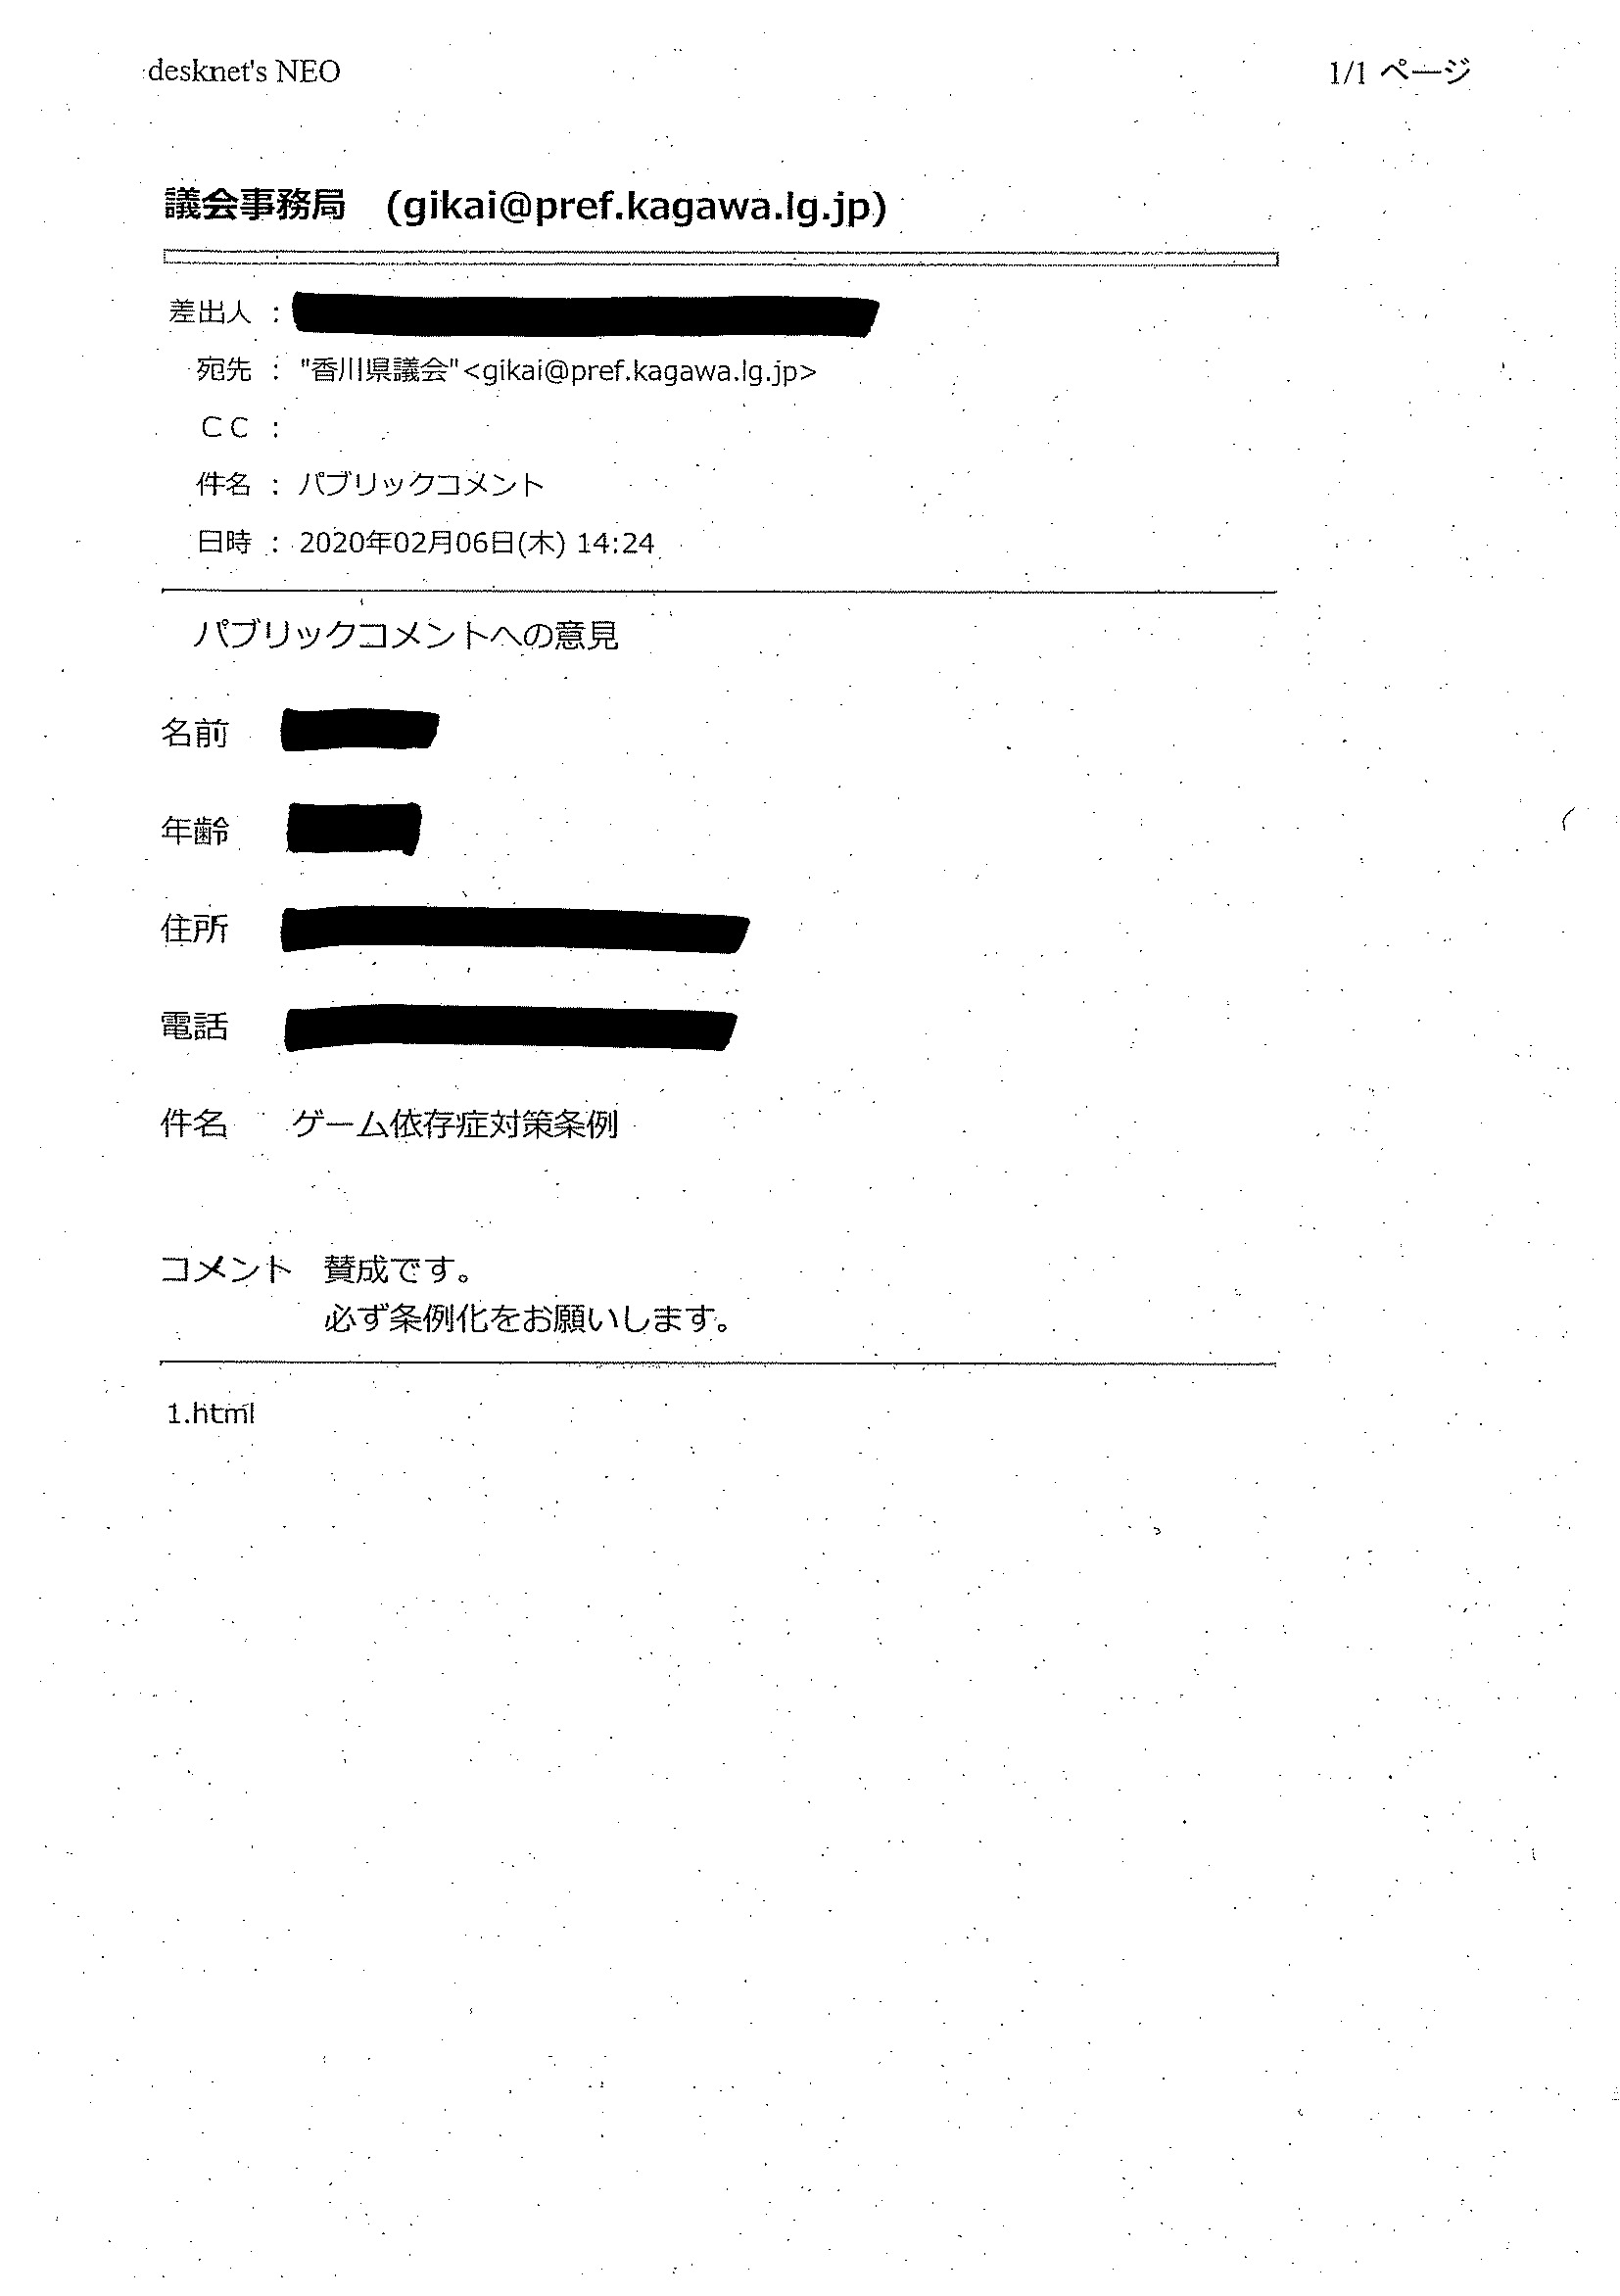 desknet's NEO
1/1 ページ
議会事務局　(gikai@pref.kagawa.lg.jp)
差出人 :
宛先 : "香川県議会"<gikai@pref.kagawa.lg.jp>
ＣＣ :
件名 : パブリックコメント
日時 : 2020年02月06日(木) 14:24
パブリックコメントへの意見
名前
年齢
住所
電話
件名　　ゲーム依存症対策条例
コメント　賛成です。
必ず条例化をお願いします。
1.html